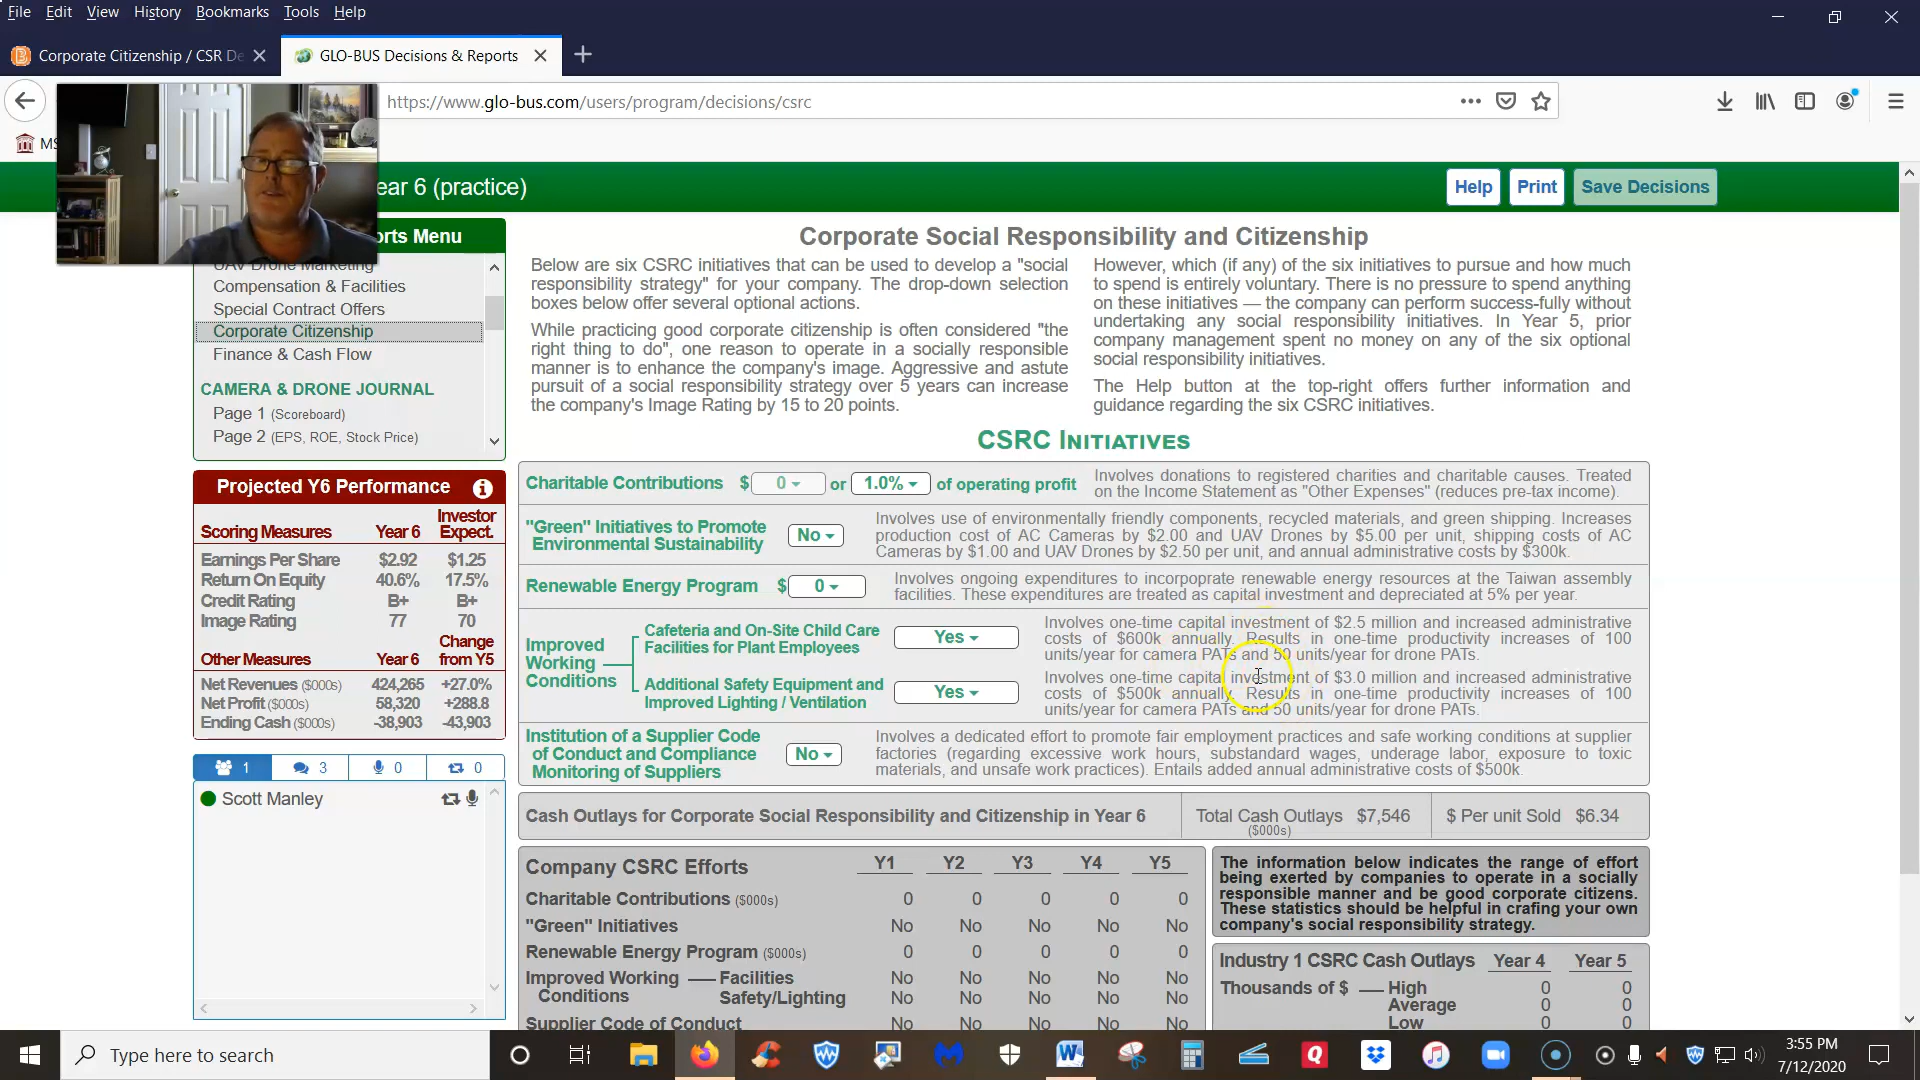 File Edit View History Bookmarks Tools Help
Corporate Citizenship / CSR De
GLO-BUS Decisions & Reports
https://www.glo-bus.com/users/program/decisions/csrc
MS
ear 6 (practice)
Help Print Save Decisions
orts Menu
UAV Drone Marketing
Compensation & Facilities
Special Contract Offers
Corporate Citizenship
Finance & Cash Flow
CAMERA & DRONE JOURNAL
Page 1 (Scoreboard)
Page 2 (EPS, ROE, Stock Price)
Projected Y6 Performance
Scoring Measures Year 6 Investor Expect.
Earnings Per Share $2.92 $1.25
Return On Equity 40.6% 17.5%
Credit Rating B+ B+
Image Rating 77 70
Other Measures Year 6 Change from Y5
Net Revenues ($000s) 424,265 +27.0%
Net Profit ($000s) 58,320 +288.8
Ending Cash ($000s) -38,903 -43,903
1 3 0 0
Scott Manley
Corporate Social Responsibility and Citizenship
Below are six CSRC initiatives that can be used to develop a "social
responsibility strategy" for your company. The drop-down selection
boxes below offer several optional actions.
While practicing good corporate citizenship is often considered "the
right thing to do", one reason to operate in a socially responsible
manner is to enhance the company's image. Aggressive and astute
pursuit of a social responsibility strategy over 5 years can increase
the company's Image Rating by 15 to 20 points.
However, which (if any) of the six initiatives to pursue and how much
to spend is entirely voluntary. There is no pressure to spend anything
on these initiatives — the company can perform success-fully without
undertaking any social responsibility initiatives. In Year 5, prior
company management spent no money on any of the six optional
social responsibility initiatives.
The Help button at the top-right offers further information and
guidance regarding the six CSRC initiatives.
CSRC INITIATIVES
Charitable Contributions $ 0 or 1.0% of operating profit
Involves donations to registered charities and charitable causes. Treated
on the Income Statement as "Other Expenses" (reduces pre-tax income).
"Green" Initiatives to Promote
Environmental Sustainability
No
Involves use of environmentally friendly components, recycled materials, and green shipping. Increases
production cost of AC Cameras by $2.00 and UAV Drones by $5.00 per unit, shipping costs of AC
Cameras by $1.00 and UAV Drones by $2.50 per unit, and annual administrative costs by $300k.
Renewable Energy Program $ 0
Involves ongoing expenditures to incorporpate renewable energy resources at the Taiwan assembly
facilities. These expenditures are treated as capital investment and depreciated at 5% per year.
Improved
Working
Conditions
Cafeteria and On-Site Child Care
Facilities for Plant Employees
Yes
Involves one-time capital investment of $2.5 million and increased administrative
costs of $600k annually. Results in one-time productivity increases of 100
units/year for camera PATs and 50 units/year for drone PATs.
Additional Safety Equipment and
Improved Lighting / Ventilation
Yes
Involves one-time capital investment of $3.0 million and increased administrative
costs of $500k annually. Results in one-time productivity increases of 100
units/year for camera PATs and 50 units/year for drone PATs.
Institution of a Supplier Code
of Conduct and Compliance
Monitoring of Suppliers
No
Involves a dedicated effort to promote fair employment practices and safe working conditions at supplier
factories (regarding excessive work hours, substandard wages, underage labor, exposure to toxic
materials, and unsafe work practices). Entails added annual administrative costs of $500k.
Cash Outlays for Corporate Social Responsibility and Citizenship in Year 6 Total Cash Outlays $7,546 $ Per unit Sold $6.34
($000s)
Company CSRC Efforts Y1 Y2 Y3 Y4 Y5
Charitable Contributions ($000s) 0 0 0 0 0
"Green" Initiatives No No No No No
Renewable Energy Program ($000s) 0 0 0 0 0
Improved Working — Facilities No No No No No
Conditions Safety/Lighting No No No No No
Supplier Code of Conduct No No No No No
The information below indicates the range of effort
being exerted by companies to operate in a socially
responsible manner and be good corporate citizens.
These statistics should be helpful in crafing your own
company's social responsibility strategy.
Industry 1 CSRC Cash Outlays Year 4 Year 5
Thousands of $ — High 0 0
Average 0 0
Low 0 0
Type here to search
3:55 PM
7/12/2020